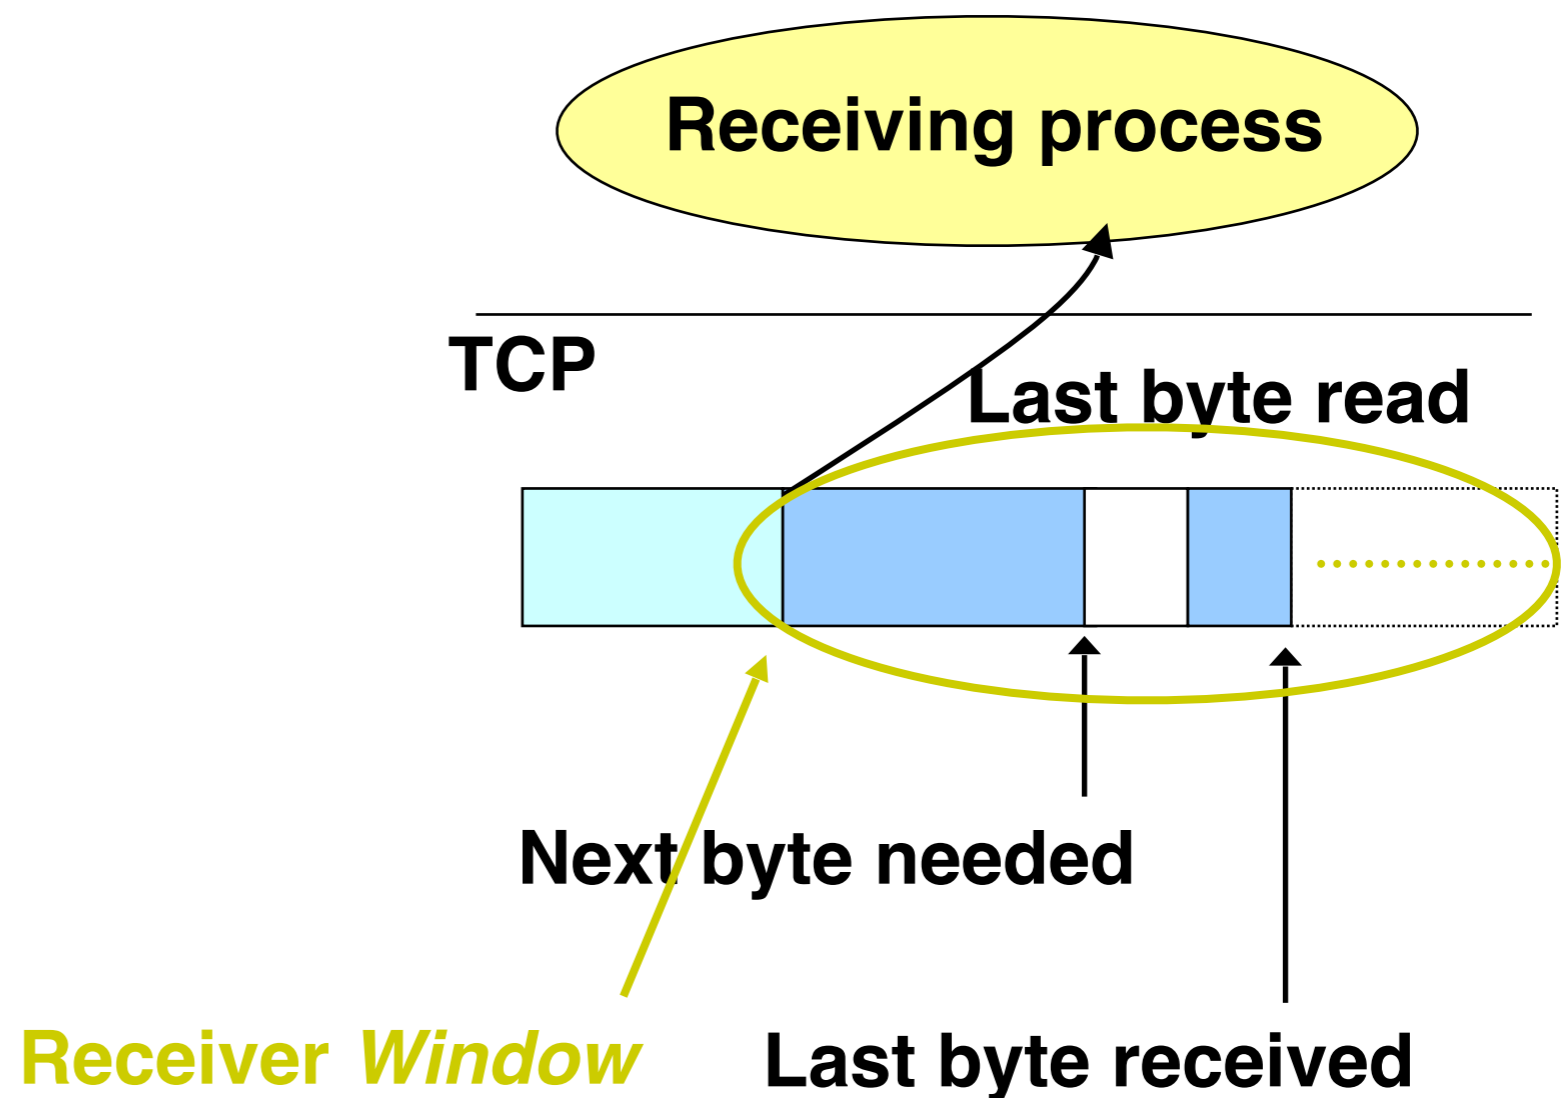 Receiving process
TCP
Last byte read
Next byte needed
Receiver Window
Last byte received